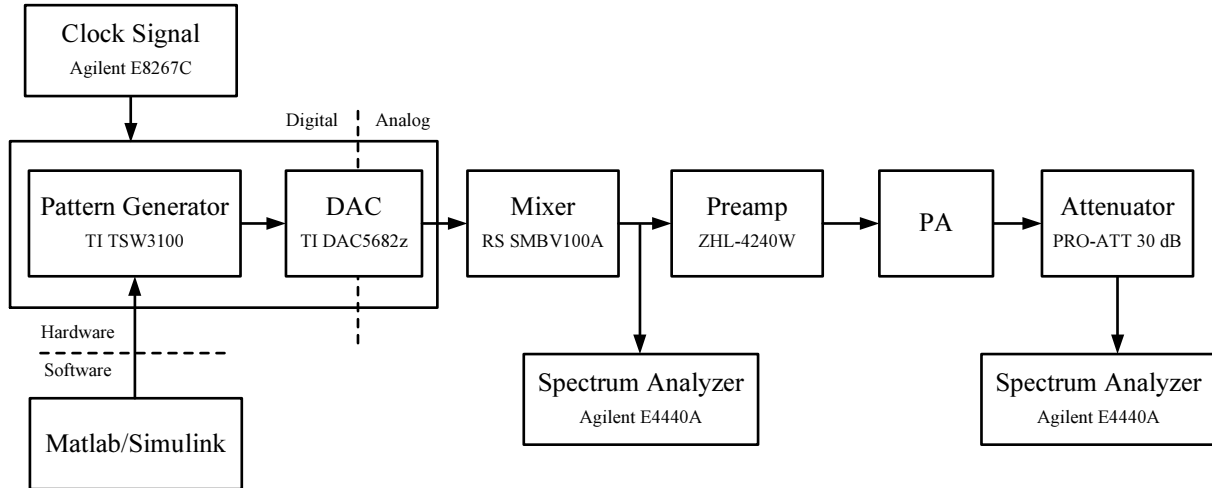 Clock Signal
Agilent E8267C
Digital
Analog
Pattern Generator
TI TSW3100
DAC
TI DAC5682z
Mixer
RS SMBV100A
Preamp
ZHL-4240W
PA
Attenuator
PRO-ATT 30 dB
Hardware
Software
Matlab/Simulink
Spectrum Analyzer
Agilent E4440A
Spectrum Analyzer
Agilent E4440A